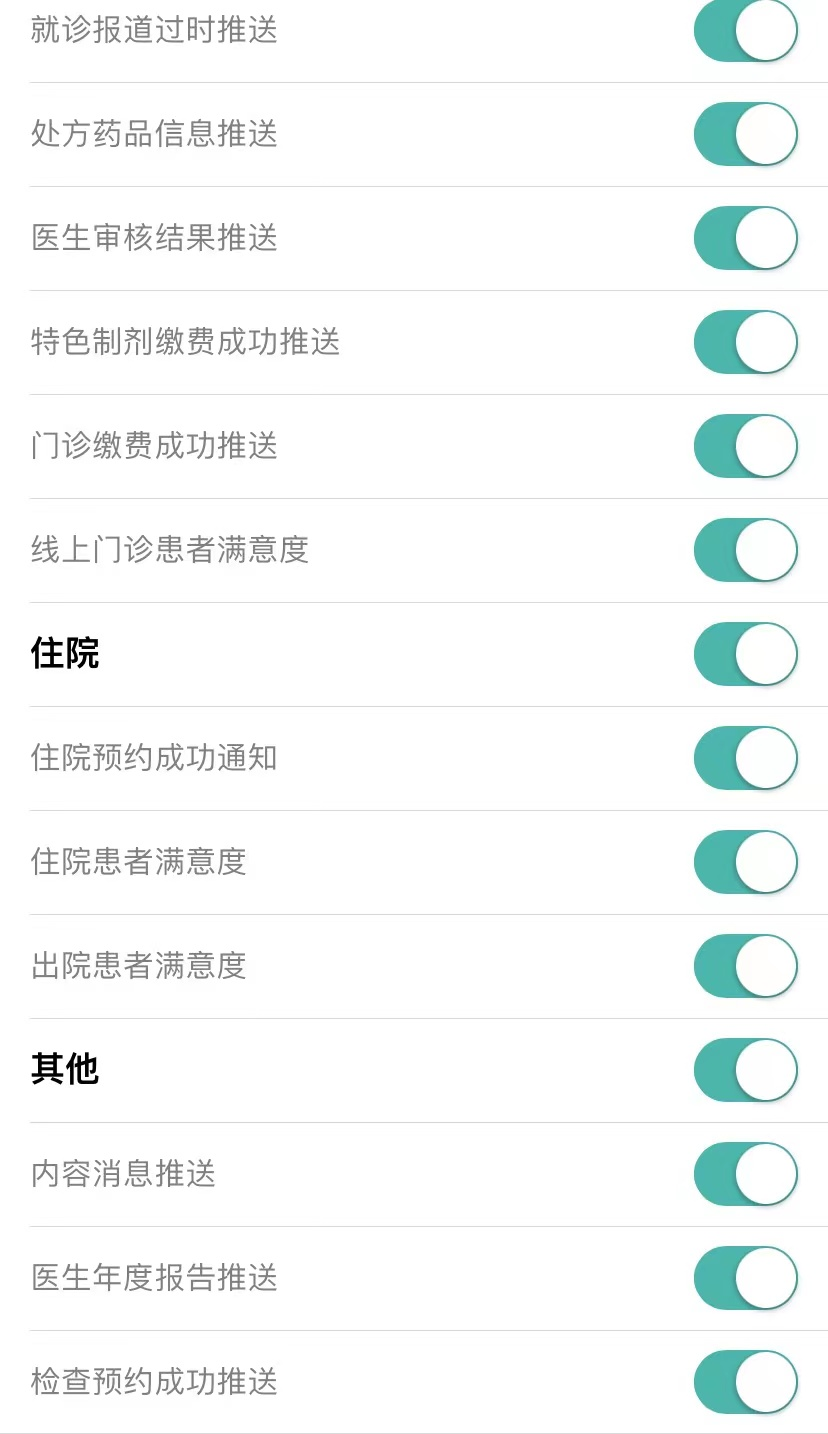 就诊报道过时推送
处方药品信息推送
医生审核结果推送
特色制剂缴费成功推送
门诊缴费成功推送
线上门诊患者满意度
住院
住院预约成功通知
住院患者满意度
出院患者满意度
其他
内容消息推送
医生年度报告推送
检查预约成功推送